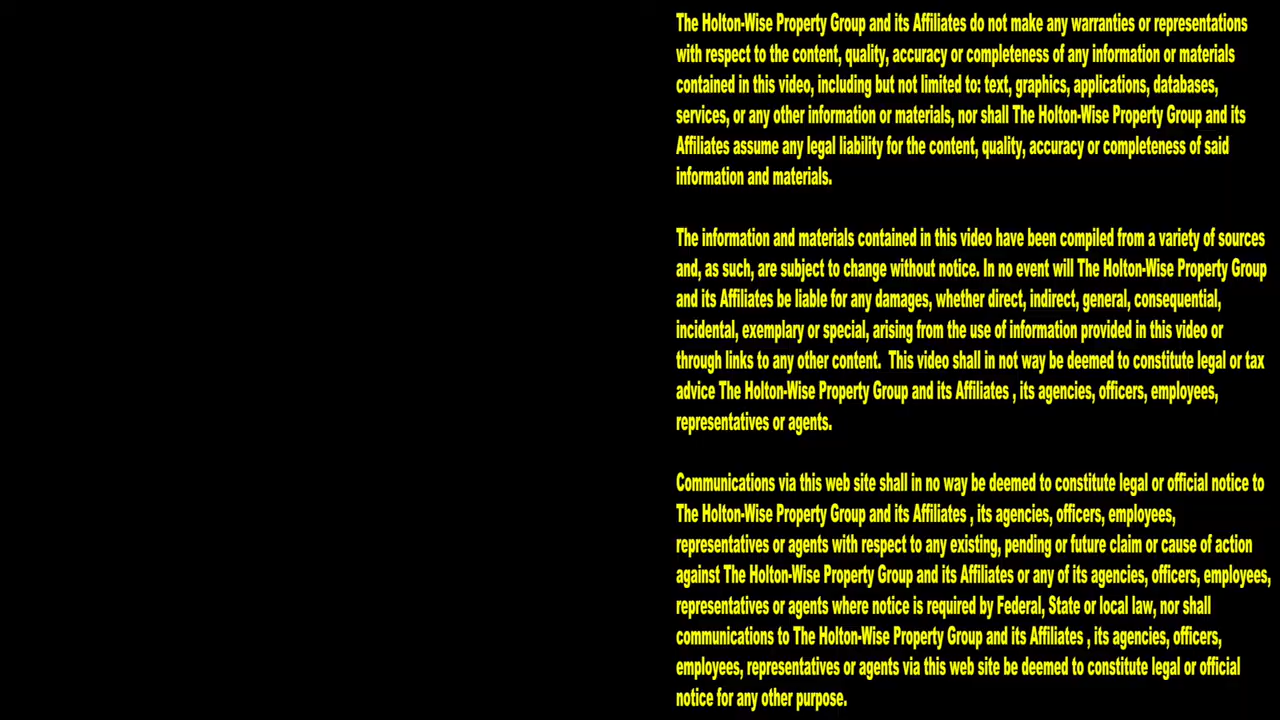 The Holton-Wise Property Group and its Affiliates do not make any warranties or representations
with respect to the content, quality, accuracy or completeness of any information or materials
contained in this video, including but not limited to: text, graphics, applications, databases,
services, or any other information or materials, nor shall The Holton-Wise Property Group and its
Affiliates assume any legal liability for the content, quality, accuracy or completeness of said
information and materials.
The information and materials contained in this video have been compiled from a variety of sources
and, as such, are subject to change without notice. In no event will The Holton-Wise Property Group
and its Affiliates be liable for any damages, whether direct, indirect, general, consequential,
incidental, exemplary or special, arising from the use of information provided in this video or
through links to any other content.  This video shall in not way be deemed to constitute legal or tax
advice The Holton-Wise Property Group and its Affiliates , its agencies, officers, employees,
representatives or agents.
Communications via this web site shall in no way be deemed to constitute legal or official notice to
The Holton-Wise Property Group and its Affiliates , its agencies, officers, employees,
representatives or agents with respect to any existing, pending or future claim or cause of action
against The Holton-Wise Property Group and its Affiliates or any of its agencies, officers, employees,
representatives or agents where notice is required by Federal, State or local law, nor shall
communications to The Holton-Wise Property Group and its Affiliates , its agencies, officers,
employees, representatives or agents via this web site be deemed to constitute legal or official
notice for any other purpose.